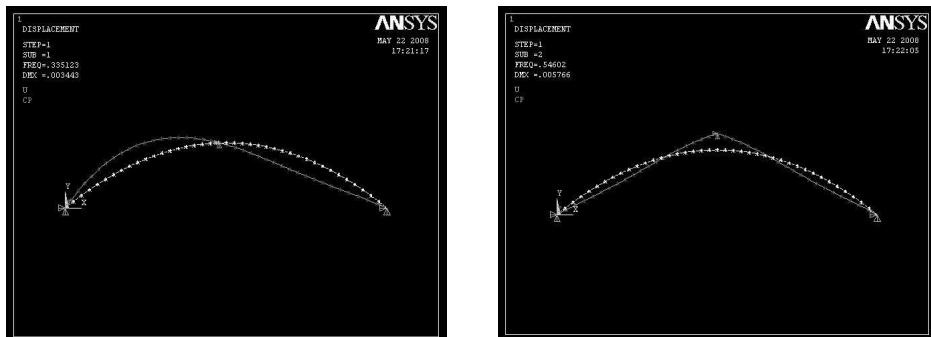 1
ANSYS
DISPLACEMENT
MAY 22 2008
17:21:17
STEP=1
SUB =1
FREQ=.335123
DMX =.003443
U
CP
Y
X
1
ANSYS
DISPLACEMENT
MAY 22 2008
17:22:05
STEP=1
SUB =2
FREQ=.54602
DMX =.005766
U
CP
Y
X